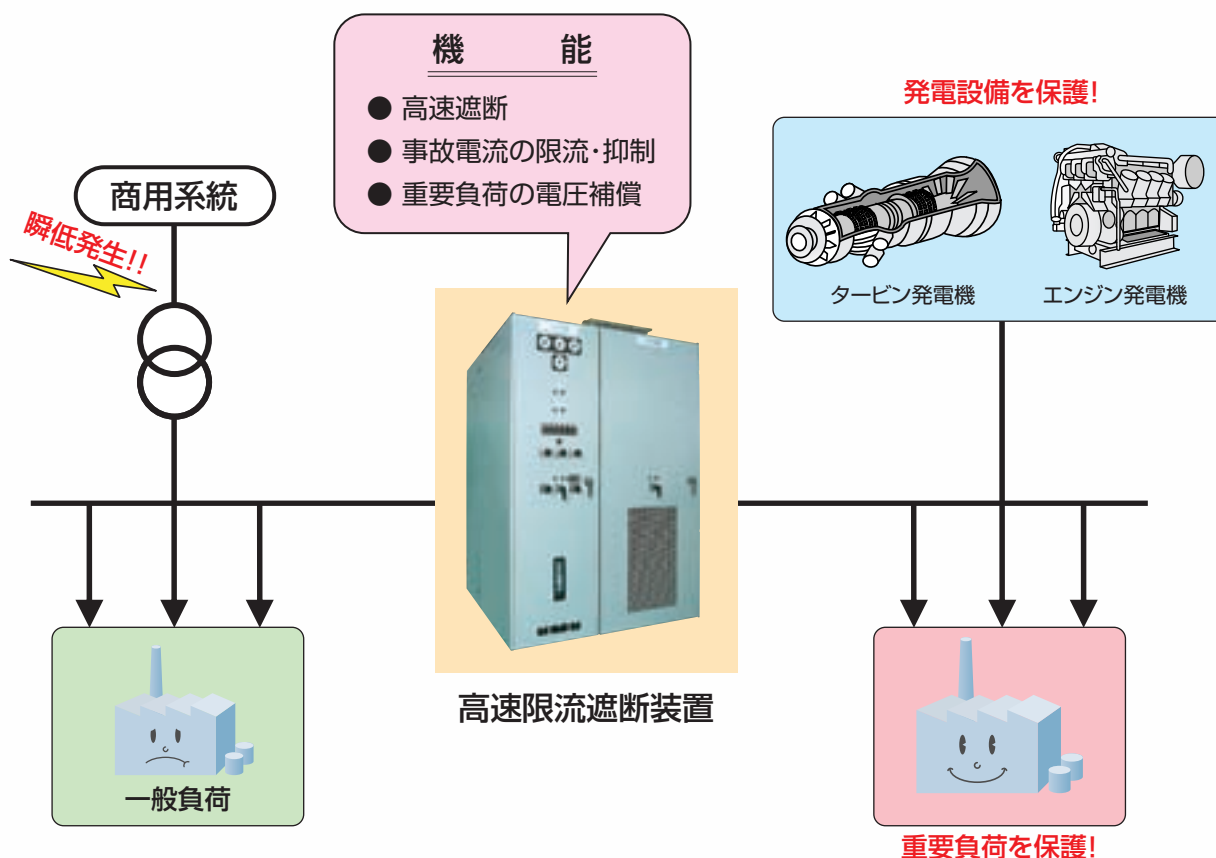 機　能
● 高速遮断
● 事故電流の限流・抑制
● 重要負荷の電圧補償
発電設備を保護!
商用系統
瞬低発生!!
タービン発電機
エンジン発電機
高速限流遮断装置
一般負荷
重要負荷を保護!